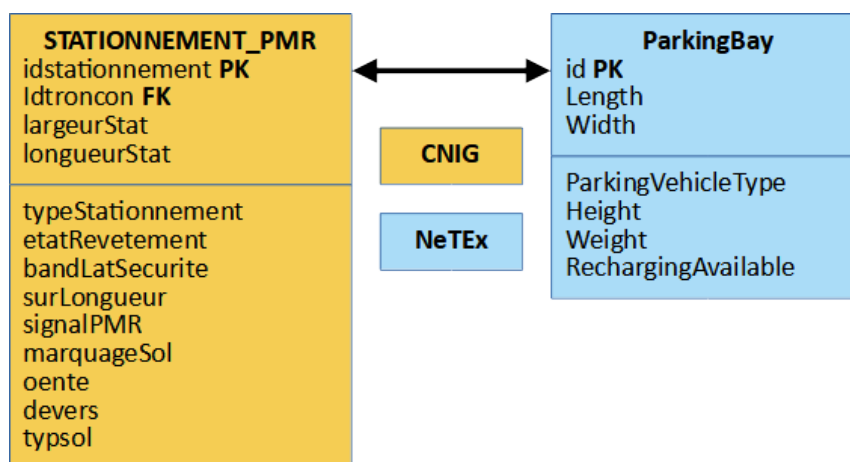 STATIONNEMENT_PMR
idstationnement PK
Idtroncon FK
largeurStat
longueurStat
typeStationnement
etatRevetement
bandLatSecurite
surLongueur
signalPMR
marquageSol
oente
devers
typsol
CNIG
NeTEx
ParkingBay
id PK
Length
Width
ParkingVehicleType
Height
Weight
RechargingAvailable